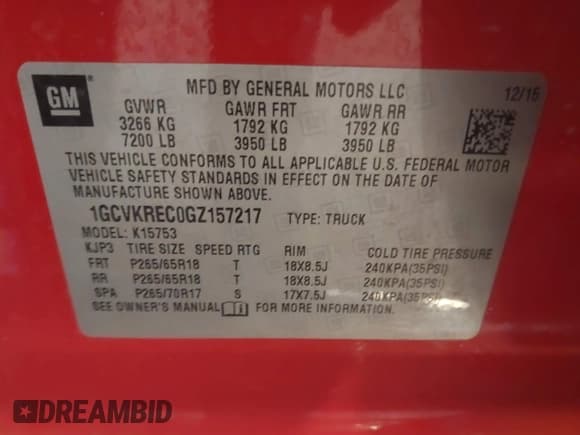 GM
MFD BY GENERAL MOTORS LLC
12/15
GVWR GAWR FRT GAWR RR
3266 KG 1792 KG 1792 KG
7200 LB 3950 LB 3950 LB
THIS VEHICLE CONFORMS TO ALL APPLICABLE U.S. FEDERAL MOTOR
VEHICLE SAFETY STANDARDS IN EFFECT ON THE DATE OF
MANUFACTURE SHOWN ABOVE.
1GCVKREC0GZ157217 TYPE: TRUCK
MODEL: K15753
KJP3 TIRE SIZE SPEED RTG RIM COLD TIRE PRESSURE
FRT P265/65R18 T 18X8.5J 240KPA(35PSI)
RR P265/65R18 T 18X8.5J 240KPA(35PSI)
SPA P265/70R17 S 17X7.5J 240KPA(35PSI)
SEE OWNER'S MANUAL FOR MORE INFORMATION.
DREAMBID